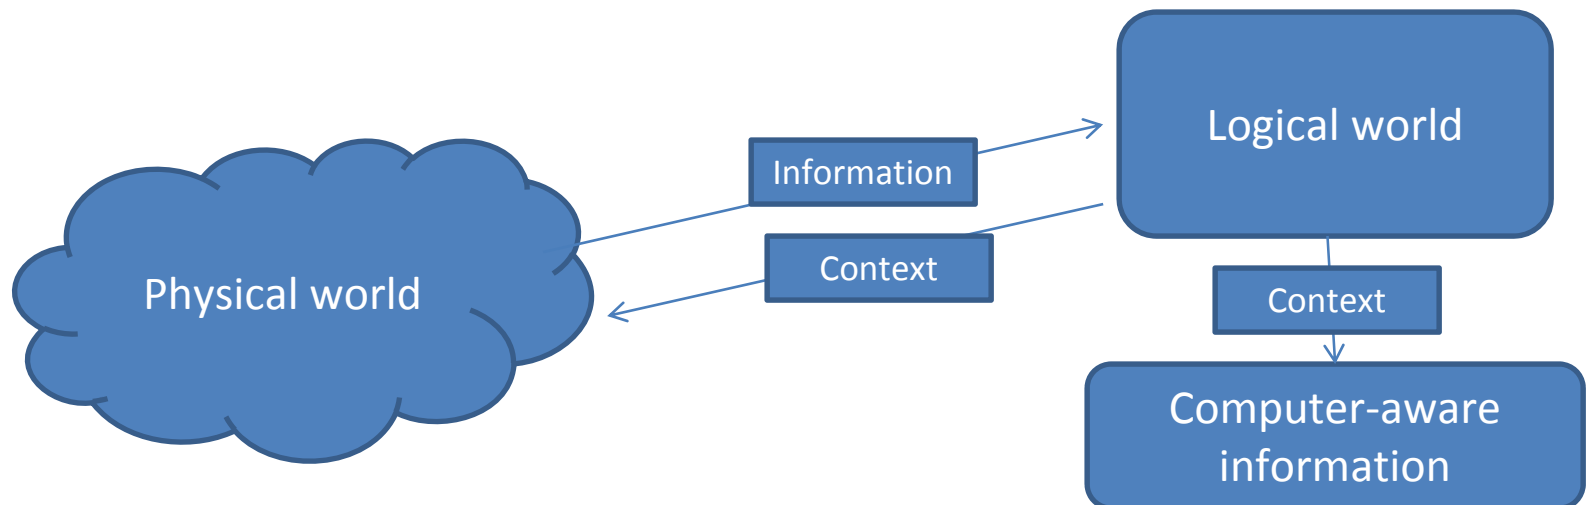 Logical world
Information
Context
Physical world
Context
Computer-aware
information